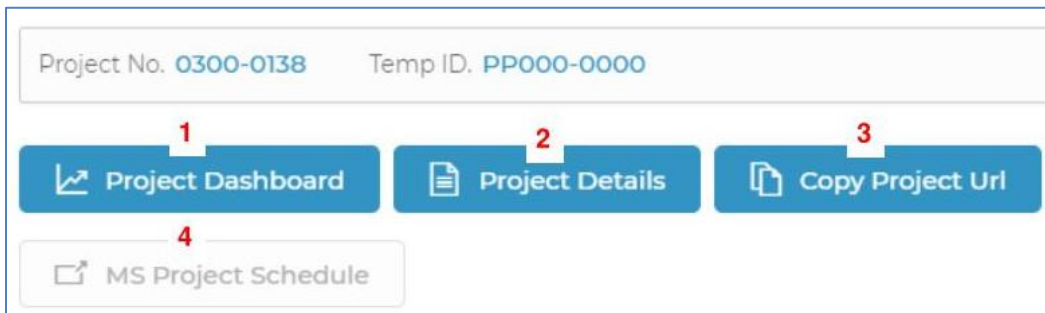 Project No. 0300-0138 Temp ID. PP000-0000
1 2 3
Project Dashboard Project Details Copy Project Url
4
MS Project Schedule